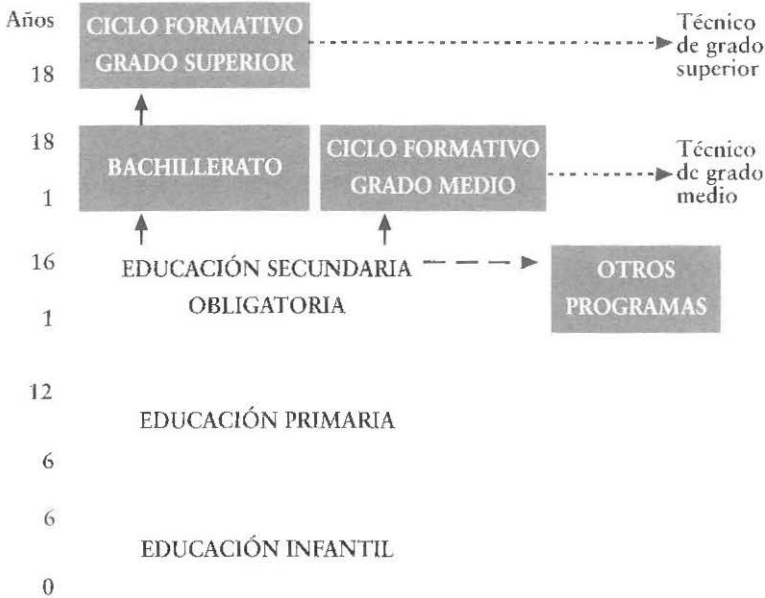 Años
CICLO FORMATIVO
GRADO SUPERIOR
Técnico
de grado
superior
18
18
BACHILLERATO
CICLO FORMATIVO
GRADO MEDIO
Técnico
de grado
medio
1
16
EDUCACIÓN SECUNDARIA
OBLIGATORIA
OTROS
PROGRAMAS
1
12
EDUCACIÓN PRIMARIA
6
6
EDUCACIÓN INFANTIL
0